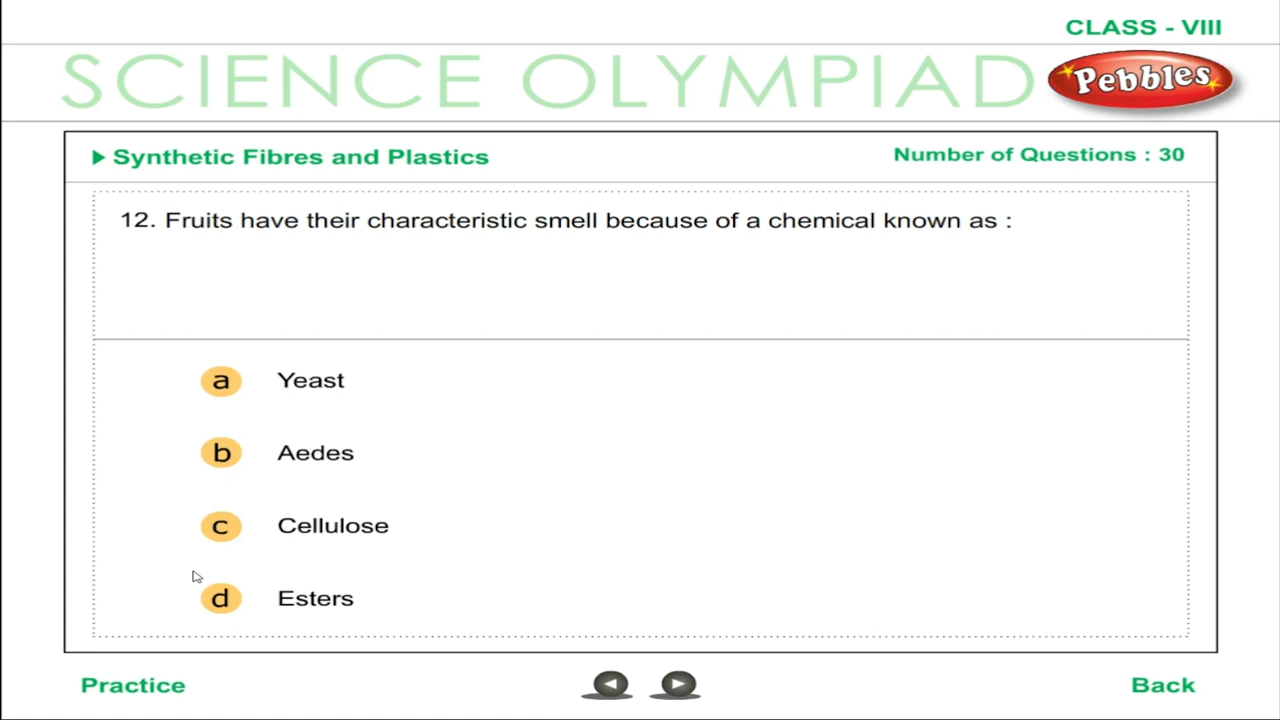 CLASS - VIII
SCIENCE OLYMPIAD
Pebbles
Synthetic Fibres and Plastics
Number of Questions : 30
12. Fruits have their characteristic smell because of a chemical known as :
a Yeast
b Aedes
c Cellulose
d Esters
Practice
Back